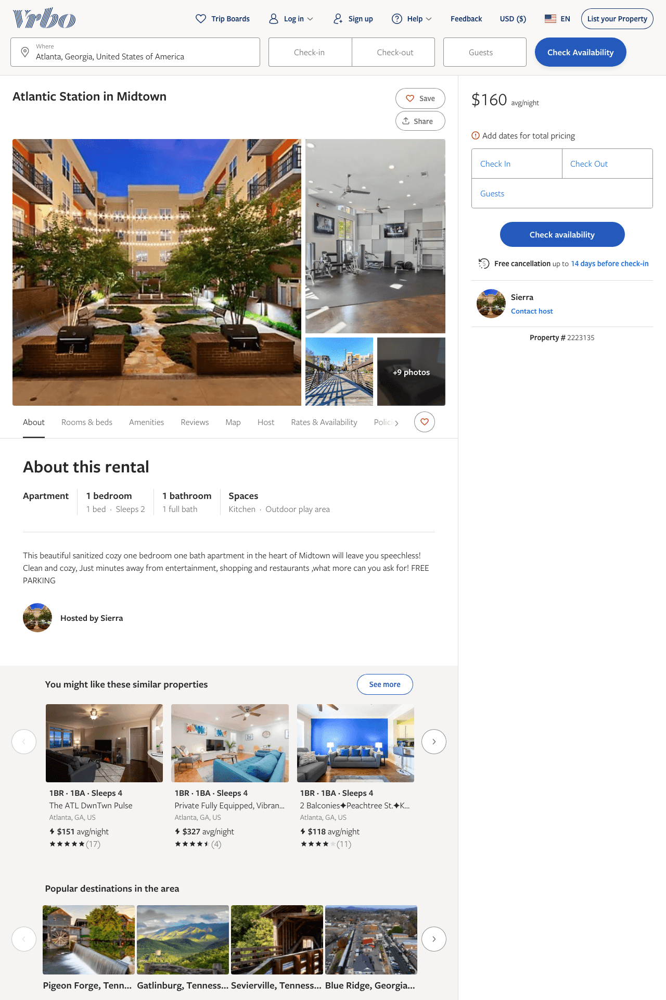 Vrbo
Trip Boards
Log in
Sign up
Help
Feedback
USD ($)
EN
List your Property
Where
Atlanta, Georgia, United States of America
Check-in
Check-out
Guests
Check Availability
Atlantic Station in Midtown
Save
Share
+9 photos
$160 avg/night
Add dates for total pricing
Check In
Check Out
Guests
Check availability
Free cancellation up to 14 days before check-in
Sierra
Contact host
Property # 2223135
About
Rooms & beds
Amenities
Reviews
Map
Host
Rates & Availability
Polici
About this rental
Apartment
1 bedroom
1 bed · Sleeps 2
1 bathroom
1 full bath
Spaces
Kitchen · Outdoor play area
This beautiful sanitized cozy one bedroom one bath apartment in the heart of Midtown will leave you speechless!
Clean and cozy, Just minutes away from entertainment, shopping and restaurants ,what more can you ask for! FREE
PARKING
Hosted by Sierra
You might like these similar properties
See more
1BR · 1BA · Sleeps 4
The ATL DwnTwn Pulse
Atlanta, GA, US
$151 avg/night
★★★★★(17)
1BR · 1BA · Sleeps 4
Private Fully Equipped, Vibran...
Atlanta, GA, US
$327 avg/night
(4)
1BR · 1BA · Sleeps 4
2 Balconies✦Peachtree St.✦K...
Atlanta, GA, US
$118 avg/night
(11)
Popular destinations in the area
Pigeon Forge, Tenn...
Gatlinburg, Tenness...
Sevierville, Tenness...
Blue Ridge, Georgia...